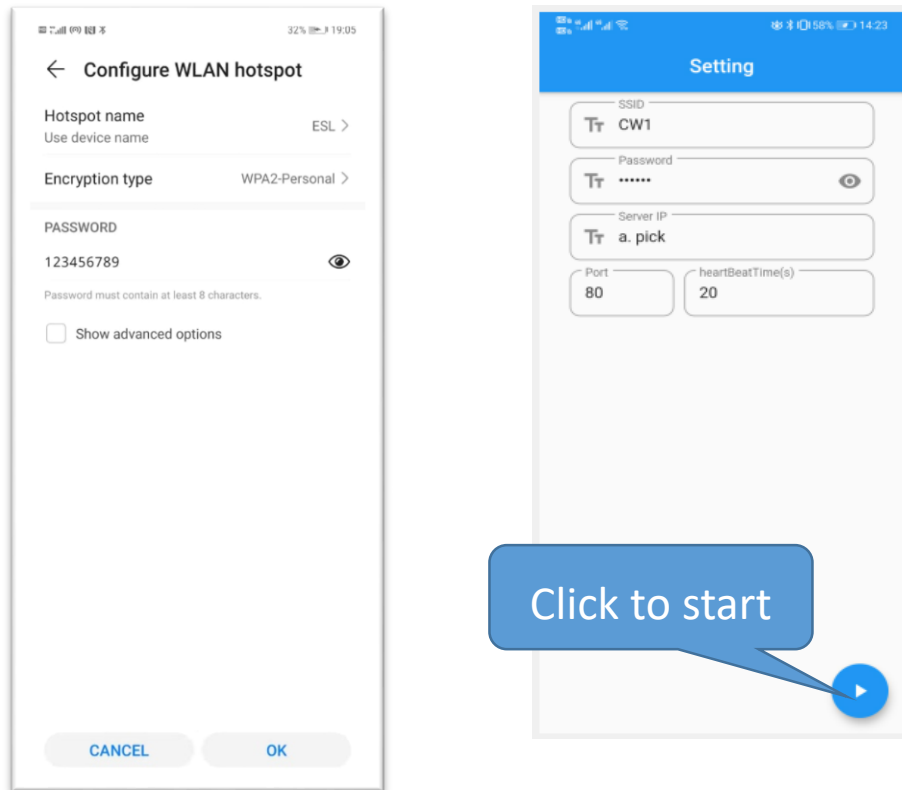 32% 19:05
Configure WLAN hotspot
Hotspot name
Use device name
ESL
Encryption type
WPA2-Personal
PASSWORD
123456789
Password must contain at least 8 characters.
Show advanced options
CANCEL
OK
58% 14:23
Setting
SSID
CW1
Password
••••••
Server IP
a. pick
Port
80
heartBeatTime(s)
20
Click to start